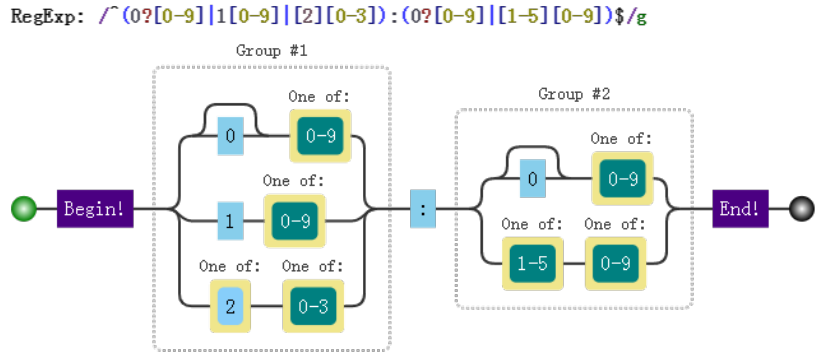 RegExp: /^(0?[0-9]|1[0-9]|[2][0-3]):(0?[0-9]|[1-5][0-9])$/g
Group #1
One of:
0
0-9
One of:
1
0-9
One of:
One of:
2
0-3
Begin!
:
Group #2
One of:
0
0-9
One of:
One of:
1-5
0-9
End!